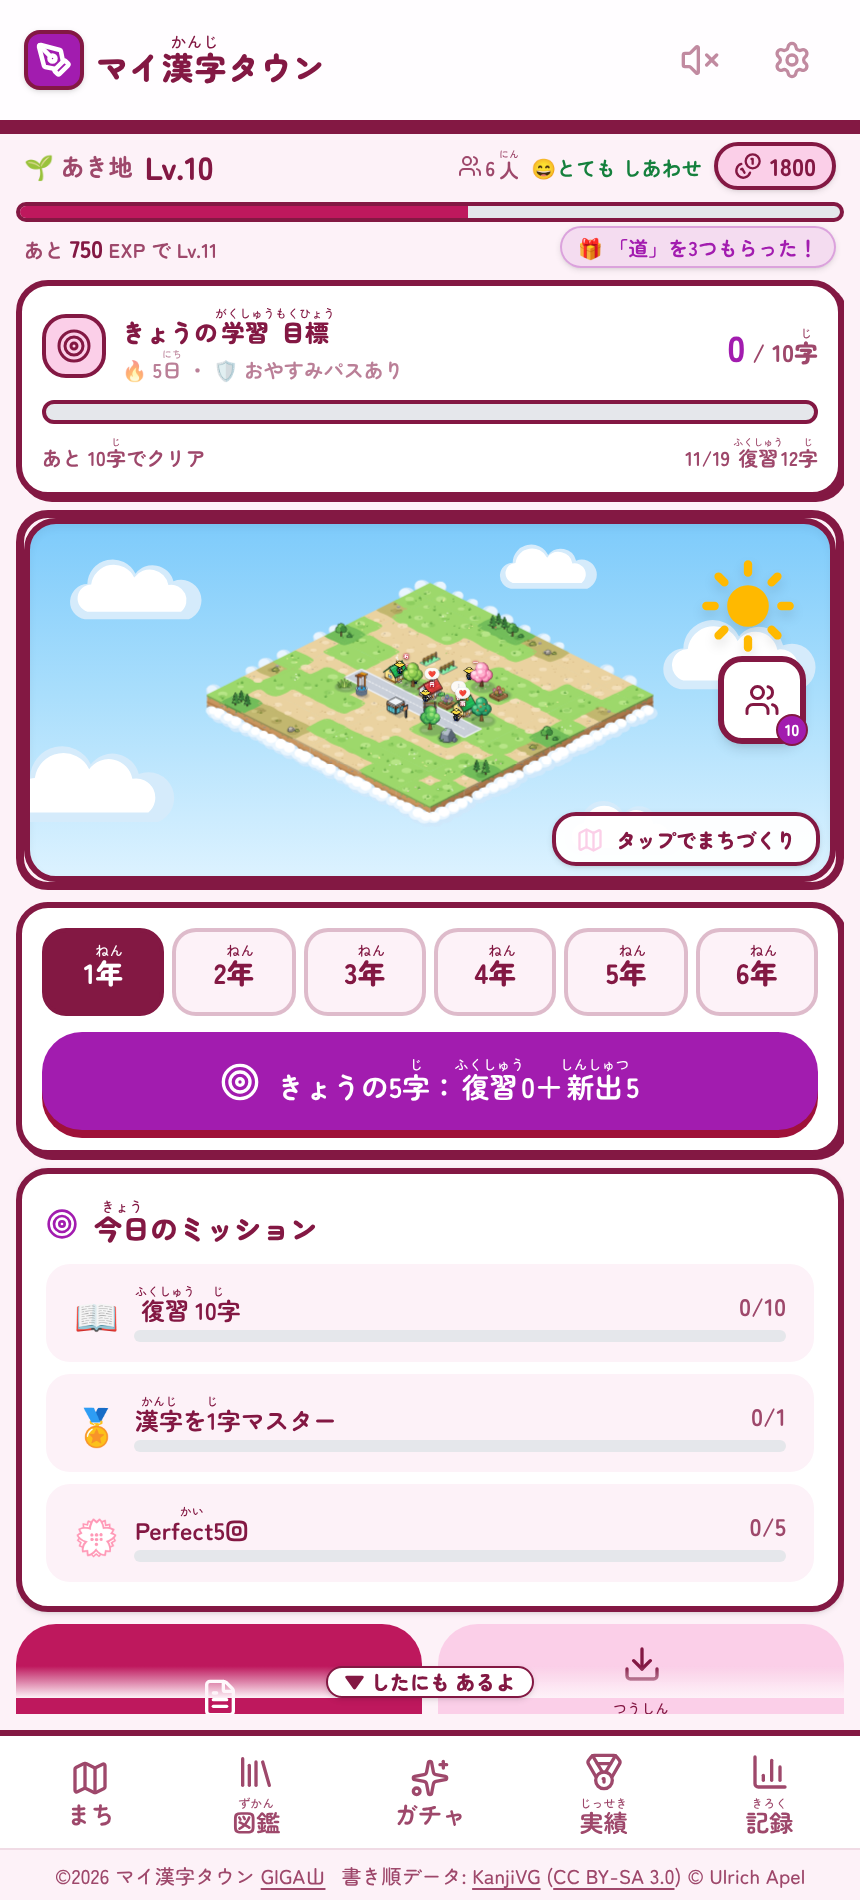 かんじ
マイ漢字タウン
あき地 Lv.10
にん
6人 とても しあわせ 1800
あと 750 EXP で Lv.11
「道」を3つもらった！
がくしゅうもくひょう
きょうの学習 目標
にち
5日 ・ おやすみパスあり
じ
0 / 10字
じ
あと 10字でクリア
ふくしゅう じ
11/19 復習12字
10
タップでまちづくり
ねん ねん ねん ねん ねん ねん
1年 2年 3年 4年 5年 6年
じ ふくしゅう しんしゅつ
きょうの5字：復習0＋新出5
きょう
今日のミッション
ふくしゅう じ
復習 10字 0/10
かんじ じ
漢字を1字マスター 0/1
かい
Perfect5回 0/5
▼ したにも あるよ
つうしん
まち
ずかん
図鑑
ガチャ
じっせき
実績
きろく
記録
©2026 マイ漢字タウン GIGA山 書き順データ: KanjiVG (CC BY-SA 3.0) © Ulrich Apel